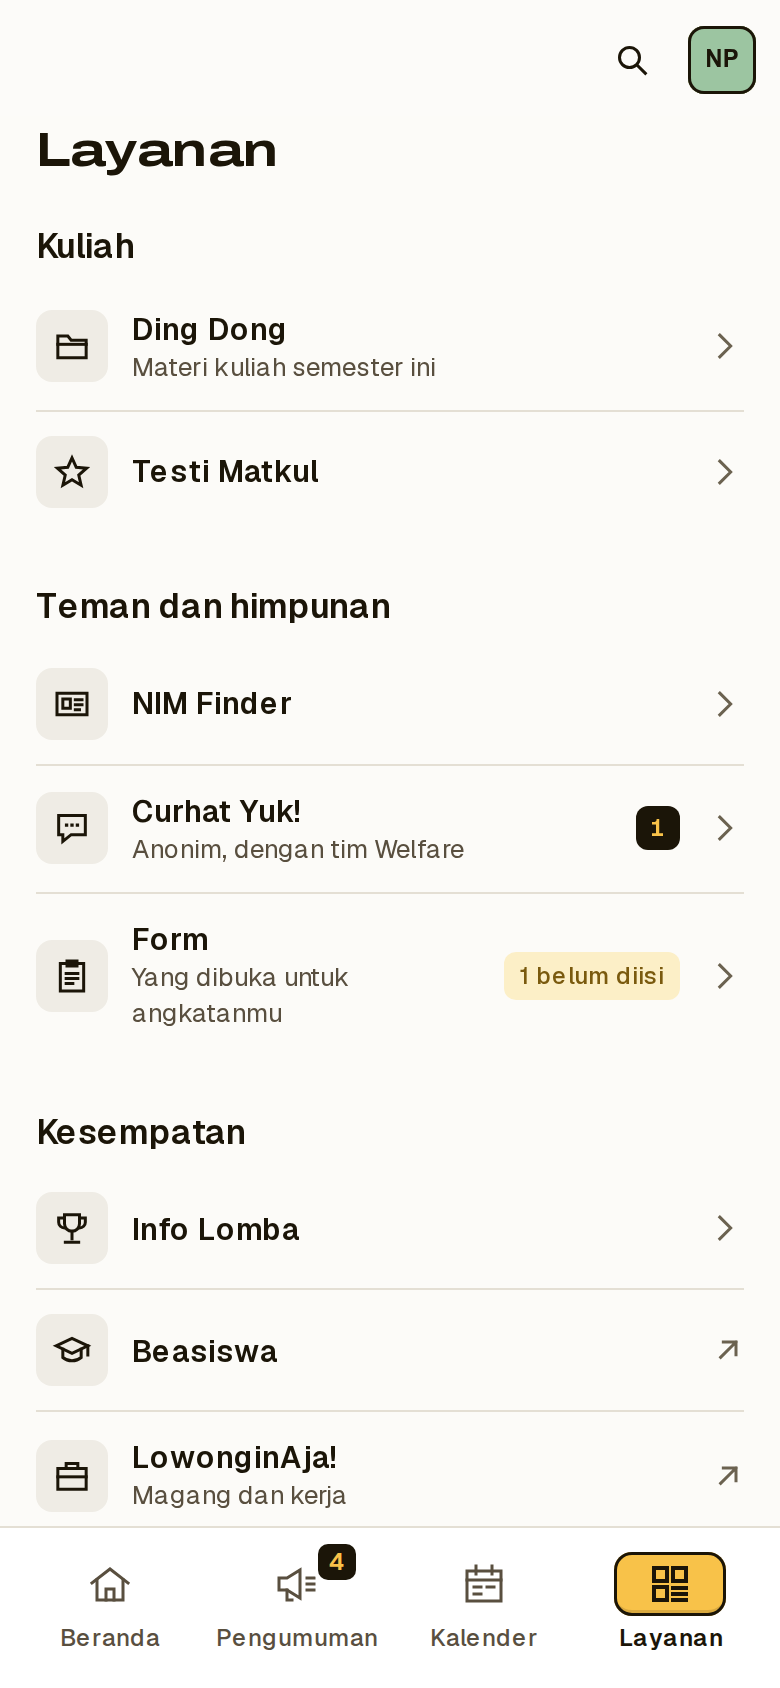 NP
Layanan
Kuliah
Ding Dong
Materi kuliah semester ini
Testi Matkul
Teman dan himpunan
NIM Finder
Curhat Yuk!
Anonim, dengan tim Welfare
1
Form
Yang dibuka untuk
angkatanmu
1 belum diisi
Kesempatan
Info Lomba
Beasiswa
LowonginAja!
Magang dan kerja
4
Beranda
Pengumuman
Kalender
Layanan